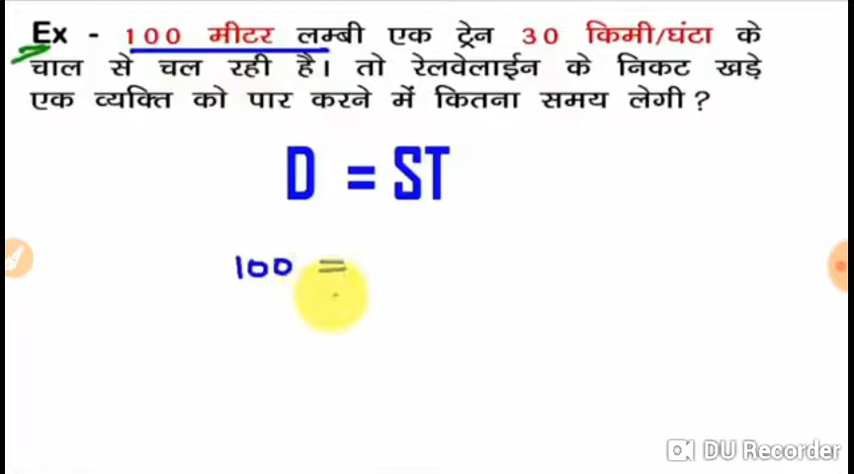 Ex - 100 मीटर लम्बी एक ट्रेन 30 किमी/घंटा के
चाल से चल रही है। तो रेलवेलाईन के निकट खड़े
एक व्यक्ति को पार करने में कितना समय लेगी ?
D = ST
100 =
DU Recorder